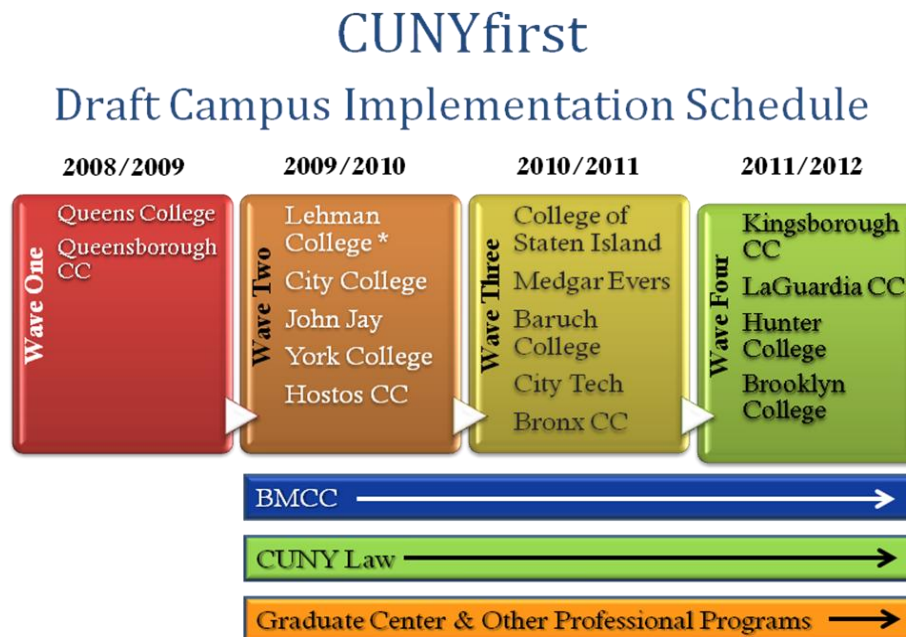 CUNYfirst
Draft Campus Implementation Schedule
2008/2009
2009/2010
2010/2011
2011/2012
Wave One
Queens College
Queensborough
CC
Wave Two
Lehman
College *
City College
John Jay
York College
Hostos CC
Wave Three
College of
Staten Island
Medgar Evers
Baruch
College
City Tech
Bronx CC
Wave Four
Kingsborough
CC
LaGuardia CC
Hunter
College
Brooklyn
College
BMCC
CUNY Law
Graduate Center & Other Professional Programs